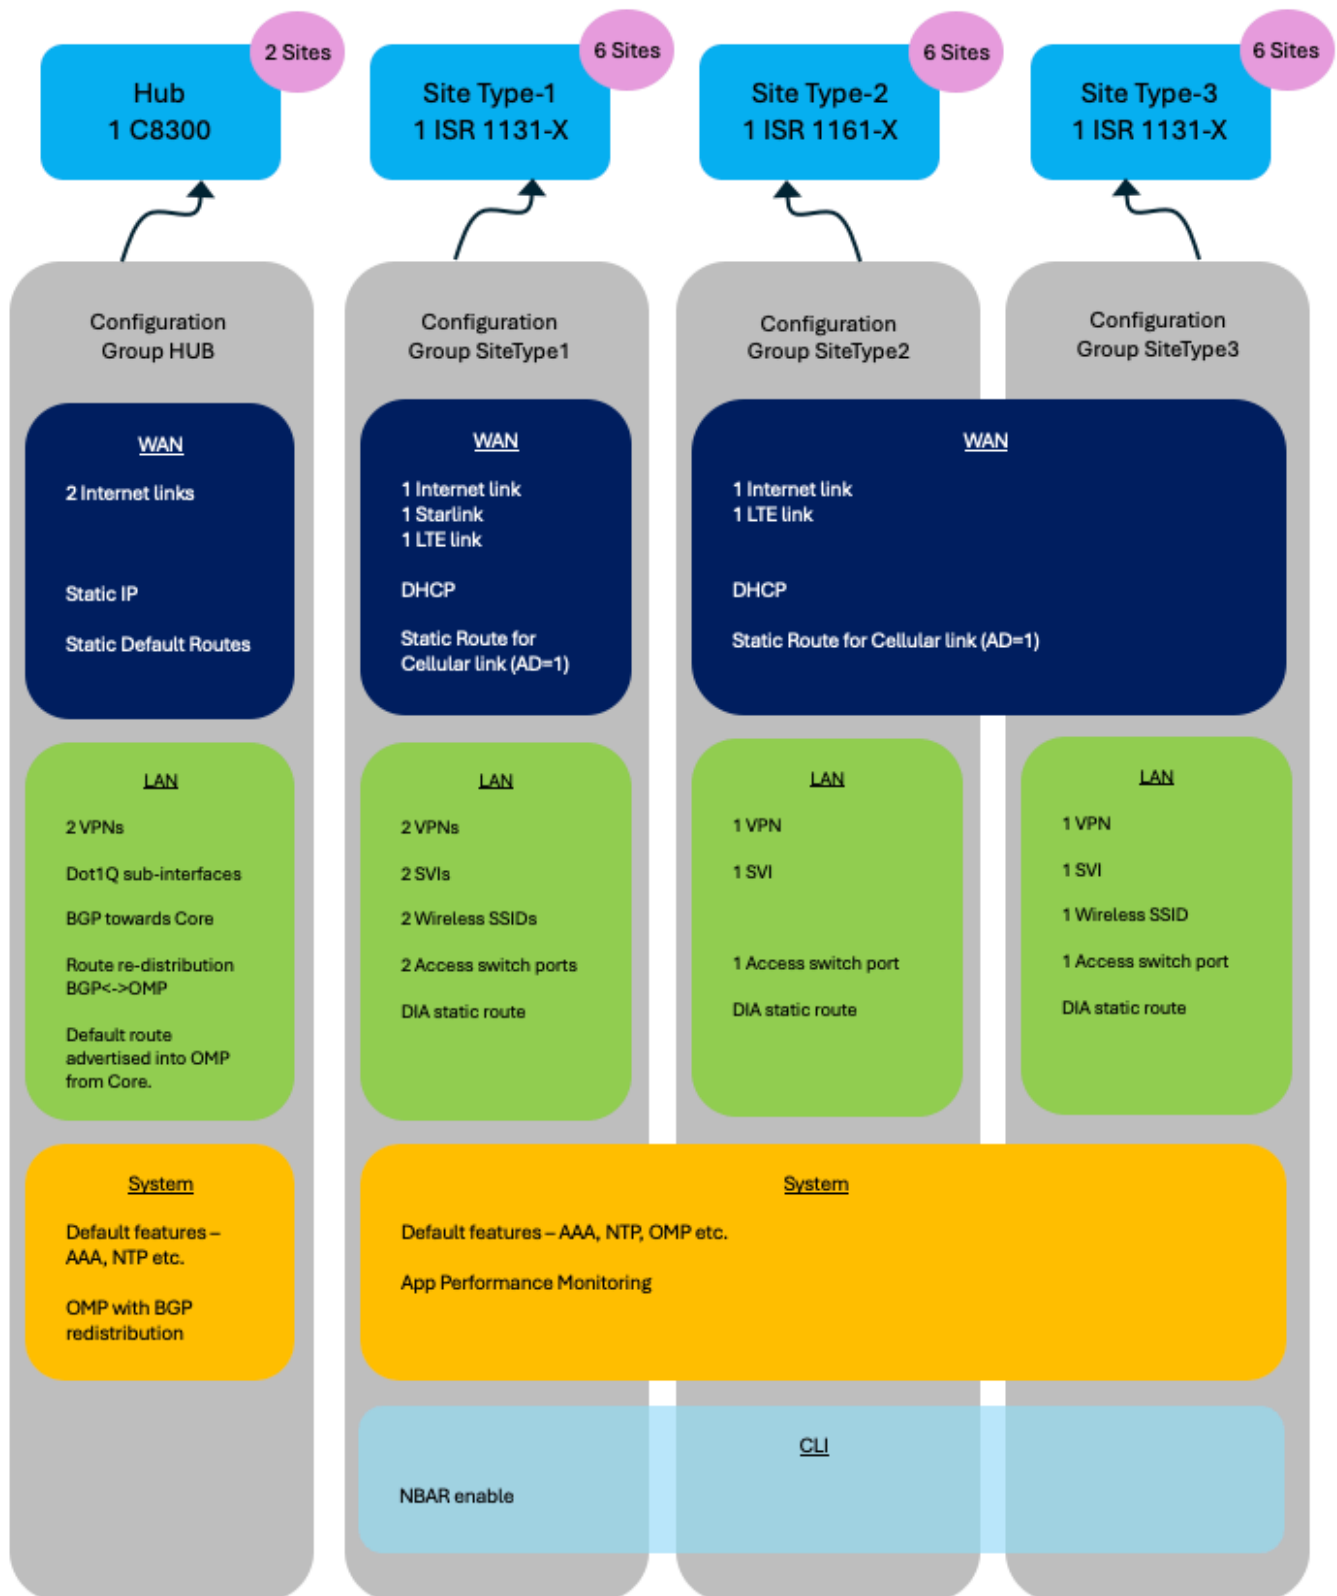 2 Sites
Hub
1 C8300
6 Sites
Site Type-1
1 ISR 1131-X
6 Sites
Site Type-2
1 ISR 1161-X
6 Sites
Site Type-3
1 ISR 1131-X
Configuration
Group HUB
WAN
2 Internet links
Static IP
Static Default Routes
LAN
2 VPNs
Dot1Q sub-interfaces
BGP towards Core
Route re-distribution
BGP<->OMP
Default route
advertised into OMP
from Core.
System
Default features –
AAA, NTP etc.
OMP with BGP
redistribution
Configuration
Group SiteType1
WAN
1 Internet link
1 Starlink
1 LTE link
DHCP
Static Route for
Cellular link (AD=1)
LAN
2 VPNs
2 SVIs
2 Wireless SSIDs
2 Access switch ports
DIA static route
Configuration
Group SiteType2
Configuration
Group SiteType3
WAN
1 Internet link
1 LTE link
DHCP
Static Route for Cellular link (AD=1)
LAN
1 VPN
1 SVI
1 Access switch port
DIA static route
LAN
1 VPN
1 SVI
1 Wireless SSID
1 Access switch port
DIA static route
System
Default features – AAA, NTP, OMP etc.
App Performance Monitoring
CLI
NBAR enable